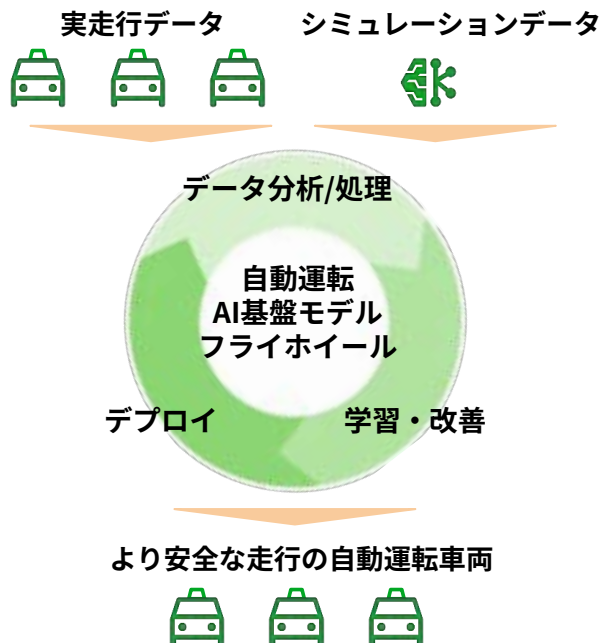 実走行データ
シミュレーションデータ
データ分析/処理
自動運転
AI基盤モデル
フライホイール
デプロイ
学習・改善
より安全な走行の自動運転車両